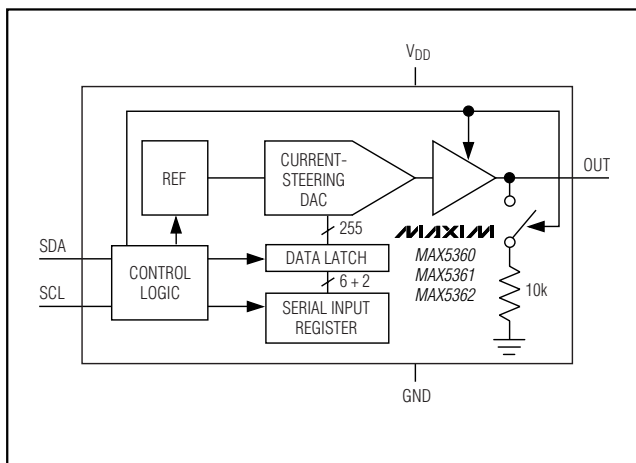 VDD
REF
CURRENT-
STEERING
DAC
OUT
255
SDA
CONTROL
LOGIC
DATA LATCH
MAXIM
MAX5360
MAX5361
MAX5362
6 + 2
SCL
SERIAL INPUT
REGISTER
10k
GND